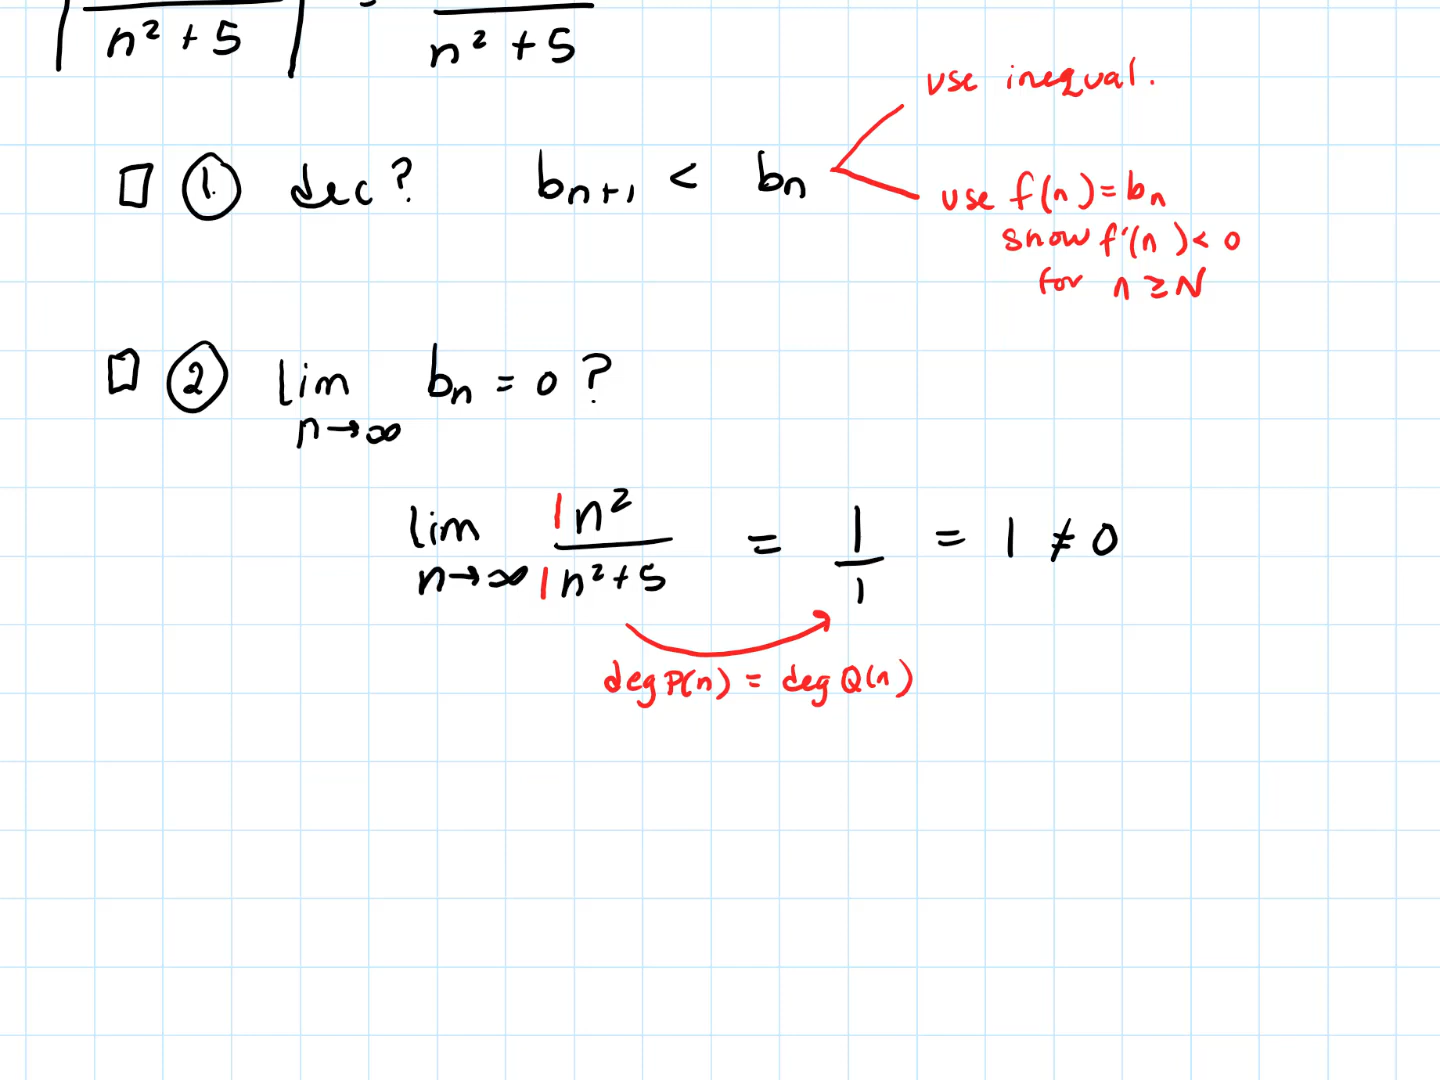 | n² + 5 | = n² + 5
use inequal.
□ ① dec? bₙ₊₁ < bₙ
use f(n) = bₙ
show f'(n) < 0
for n ≥ N
□ ② lim bₙ = 0 ?
n→∞
lim 1n² / 1n² + 5 = 1/1 = 1 ≠ 0
n→∞
deg P(n) = deg Q(n)